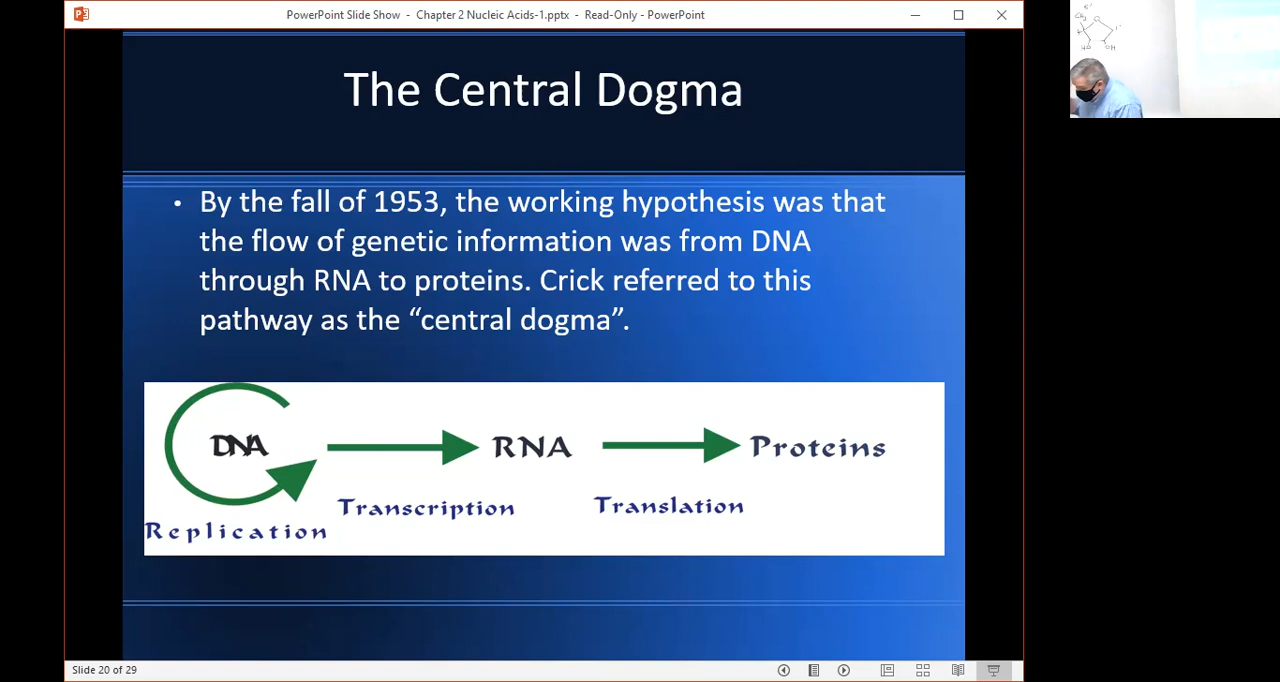 PowerPoint Slide Show - Chapter 2 Nucleic Acids-1.pptx - Read-Only - PowerPoint
The Central Dogma
• By the fall of 1953, the working hypothesis was that
the flow of genetic information was from DNA
through RNA to proteins. Crick referred to this
pathway as the “central dogma”.
DNA
RNA
Proteins
Replication
Transcription
Translation
Slide 20 of 29
HO
OH